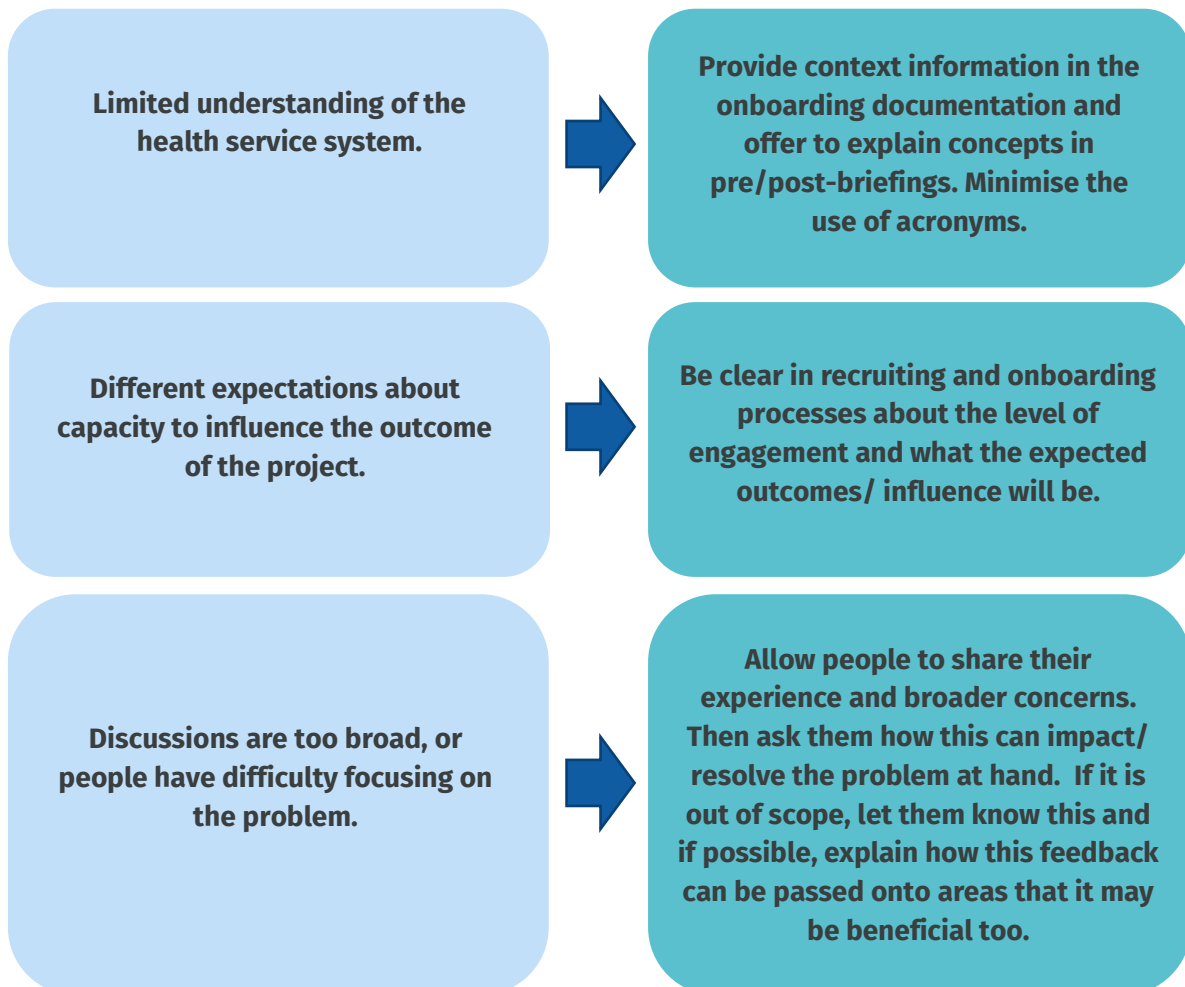 Limited understanding of the
health service system.
Provide context information in the
onboarding documentation and
offer to explain concepts in
pre/post-briefings. Minimise the
use of acronyms.
Different expectations about
capacity to influence the outcome
of the project.
Be clear in recruiting and onboarding
processes about the level of
engagement and what the expected
outcomes/ influence will be.
Discussions are too broad, or
people have difficulty focusing on
the problem.
Allow people to share their
experience and broader concerns.
Then ask them how this can impact/
resolve the problem at hand.  If it is
out of scope, let them know this and
if possible, explain how this feedback
can be passed onto areas that it may
be beneficial too.